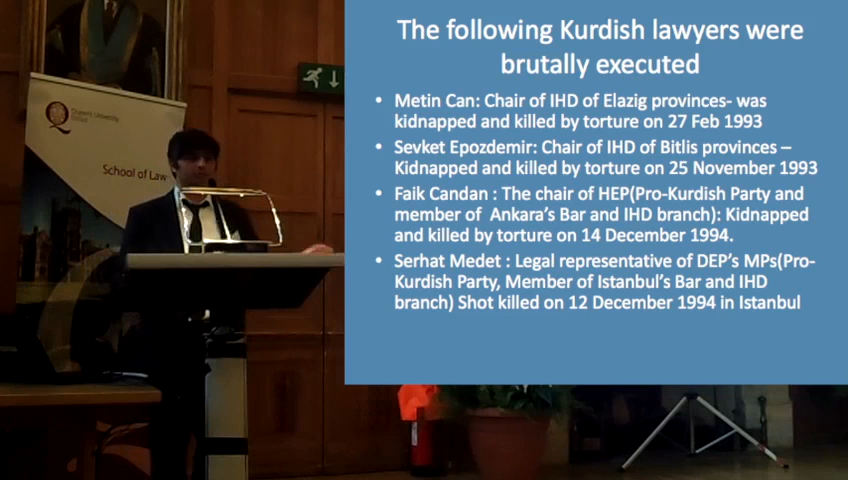 The following Kurdish lawyers were
brutally executed
• Metin Can: Chair of IHD of Elazig provinces- was
kidnapped and killed by torture on 27 Feb 1993
• Sevket Epozdemir: Chair of IHD of Bitlis provinces –
Kidnapped and killed by torture on 25 November 1993
• Faik Candan : The chair of HEP(Pro-Kurdish Party and
member of  Ankara's Bar and IHD branch): Kidnapped
and killed by torture on 14 December 1994.
• Serhat Medet : Legal representative of DEP's MPs(Pro-
Kurdish Party, Member of Istanbul's Bar and IHD
branch) Shot killed on 12 December 1994 in Istanbul
Queen's University
Belfast
School of Law